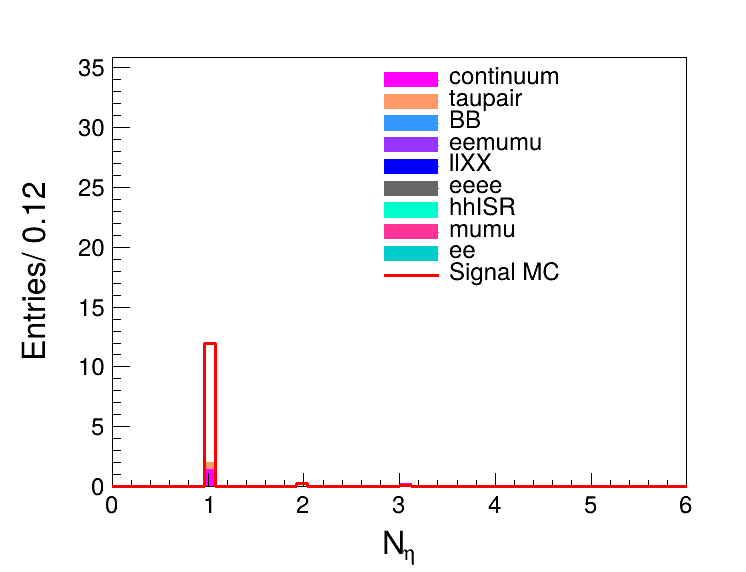 35
30
25
20
15
10
5
0
Entries/ 0.12
continuum
taupair
BB
eemumu
llXX
eeee
hhISR
mumu
ee
Signal MC
0 1 2 3 4 5 6
Nη